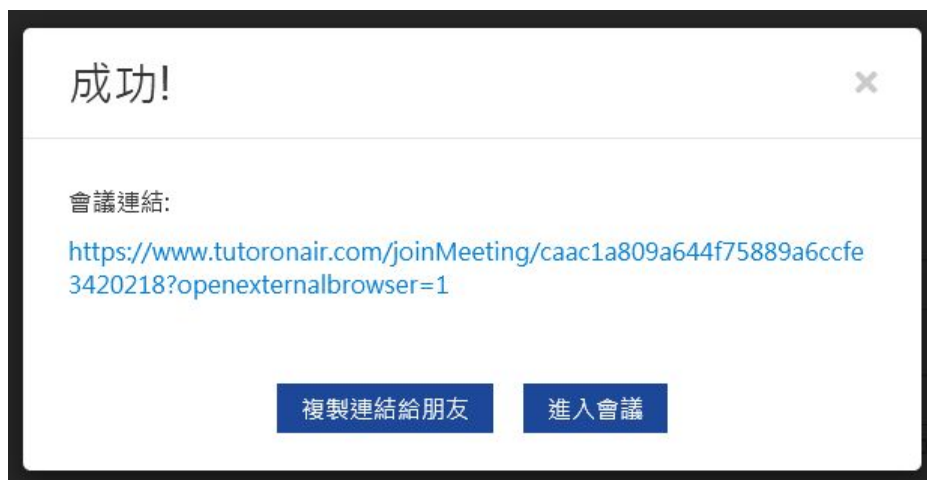 成功!
會議連結:
https://www.tutoronair.com/joinMeeting/caac1a809a644f75889a6ccfe
3420218?openexternalbrowser=1
複製連結給朋友
進入會議